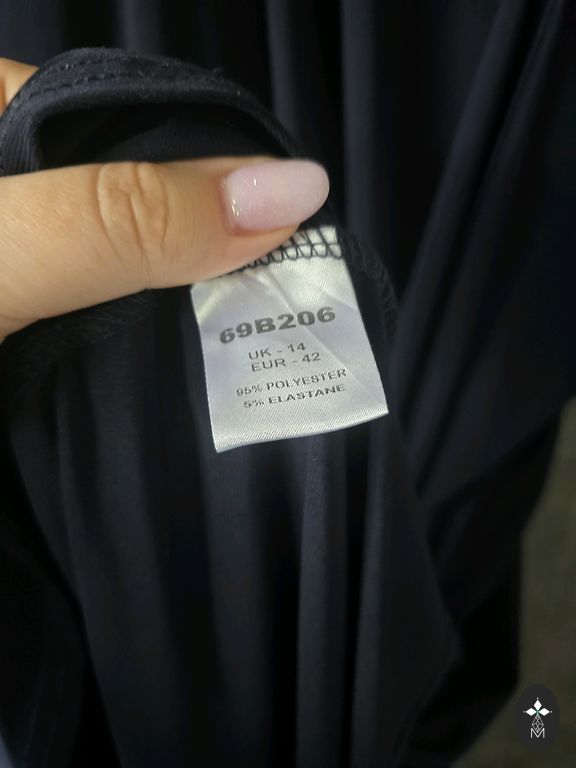 69B206
UK - 14
EUR - 42
95% POLYESTER
5% ELASTANE
M